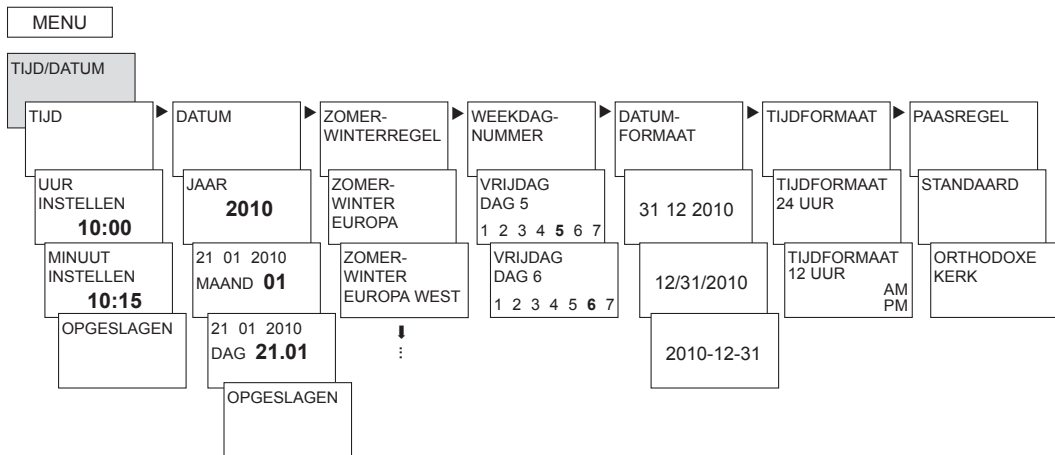 MENU
TIJD/DATUM
TIJD
UUR
INSTELLEN
10:00
MINUUT
INSTELLEN
10:15
OPGESLAGEN
DATUM
JAAR
2010
21 01 2010
MAAND 01
21 01 2010
DAG 21.01
OPGESLAGEN
ZOMER-
WINTERREGEL
ZOMER-
WINTER
EUROPA
ZOMER-
WINTER
EUROPA WEST
WEEKDAG-
NUMMER
VRIJDAG
DAG 5
1 2 3 4 5 6 7
VRIJDAG
DAG 6
1 2 3 4 5 6 7
DATUM-
FORMAAT
31 12 2010
12/31/2010
2010-12-31
TIJDFORMAAT
TIJDFORMAAT
24 UUR
TIJDFORMAAT
12 UUR
AM
PM
PAASREGEL
STANDAARD
ORTHODOXE
KERK